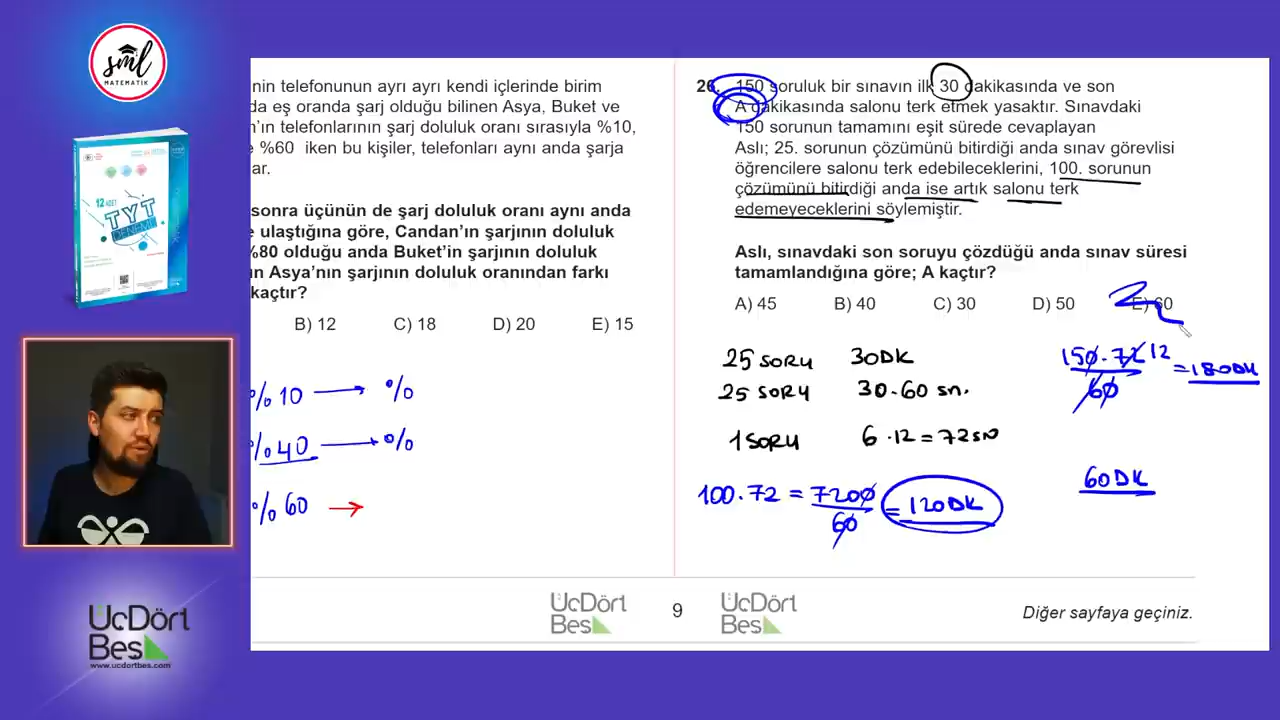 sml
MATEMATİK
12 ADET
TYT
DENEME
nin telefonunun ayrı ayrı kendi içlerinde birim
da eş oranda şarj olduğu bilinen Asya, Buket ve
n'ın telefonlarının şarj doluluk oranı sırasıyla %10,
e %60 iken bu kişiler, telefonları aynı anda şarja
ar.
sonra üçünün de şarj doluluk oranı aynı anda
e ulaştığına göre, Candan'ın şarjının doluluk
%80 olduğu anda Buket'in şarjının doluluk
ın Asya'nın şarjının doluluk oranından farkı
kaçtır?
B) 12 C) 18 D) 20 E) 15
%10 → %
%40 → %
%60 →
26. 150 soruluk bir sınavın ilk 30 dakikasında ve son
A dakikasında salonu terk etmek yasaktır. Sınavdaki
150 sorunun tamamını eşit sürede cevaplayan
Aslı; 25. sorunun çözümünü bitirdiği anda sınav görevlisi
öğrencilere salonu terk edebileceklerini, 100. sorunun
çözümünü bitirdiği anda ise artık salonu terk
edemeyeceklerini söylemiştir.
Aslı, sınavdaki son soruyu çözdüğü anda sınav süresi
tamamlandığına göre; A kaçtır?
A) 45 B) 40 C) 30 D) 50 E) 60
25 SORU 30DK
25 SORU 30.60 sn.
1 SORU 6.12 = 72 sn
100.72 = 7200/60 = 120DK
150.72 12/60 = 180DK
60DK
ÜçDört
Beş
www.ucdortbes.com
ÜçDört
Beş
9
ÜçDört
Beş
Diğer sayfaya geçiniz.